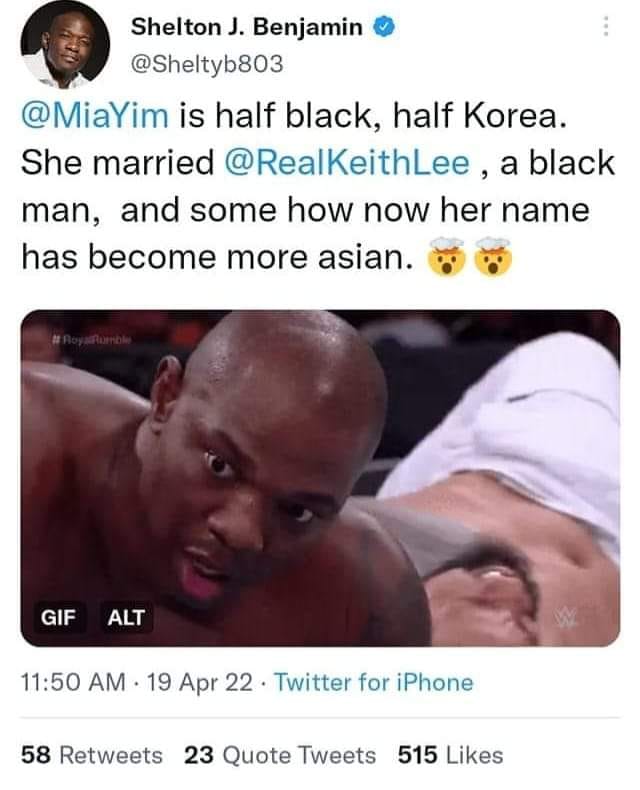 Shelton J. Benjamin
@Sheltyb803
@MiaYim is half black, half Korea.
She married @RealKeithLee , a black
man, and some how now her name
has become more asian. 🤯🤯
#RoyalRumble
GIF ALT
W
11:50 AM · 19 Apr 22 · Twitter for iPhone
58 Retweets 23 Quote Tweets 515 Likes